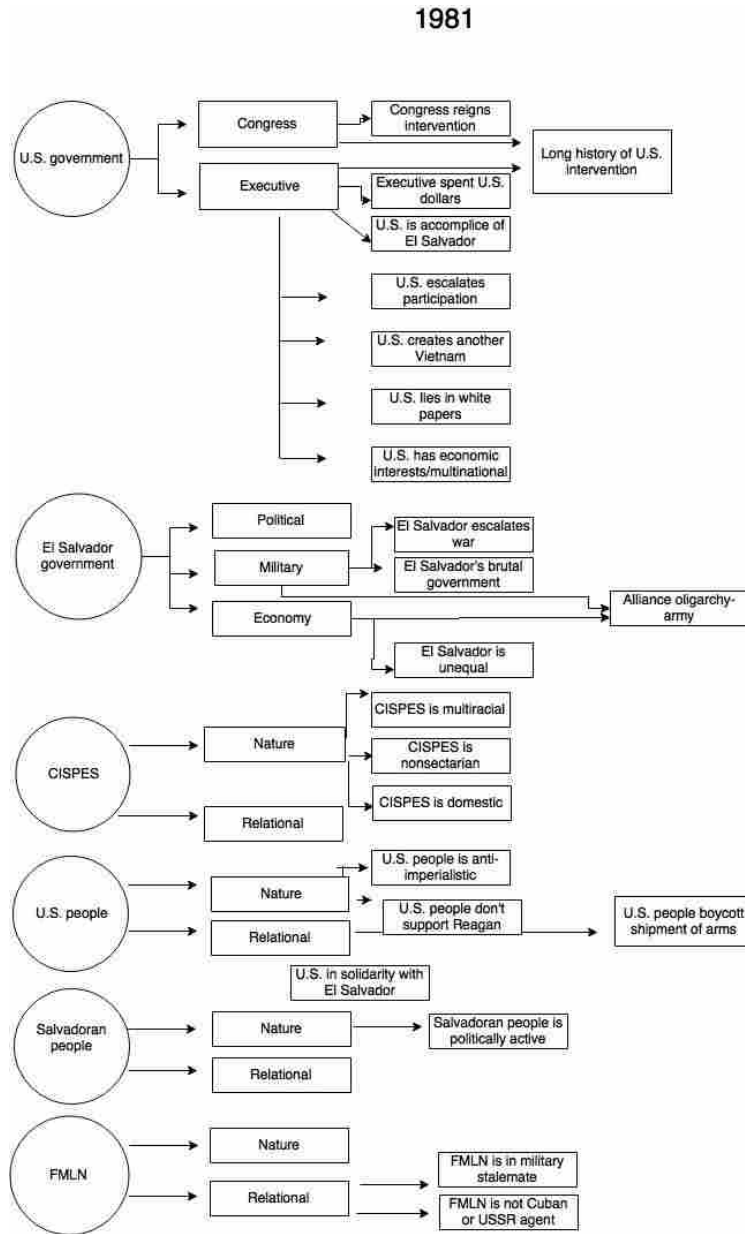 1981
U.S. government
Congress
Congress reigns
intervention
Long history of U.S.
intervention
Executive
Executive spent U.S.
dollars
U.S. is accomplice of
El Salvador
U.S. escalates
participation
U.S. creates another
Vietnam
U.S. lies in white
papers
U.S. has economic
interests/multinational
El Salvador
government
Political
Military
El Salvador escalates
war
El Salvador's brutal
government
Alliance oligarchy-
army
Economy
El Salvador is
unequal
CISPES
Nature
CISPES is multiracial
CISPES is
nonsectarian
CISPES is domestic
Relational
U.S. people
Nature
U.S. people is anti-
imperialistic
U.S. people don't
support Reagan
U.S. people boycott
shipment of arms
Relational
U.S. in solidarity with
El Salvador
Salvadoran
people
Nature
Salvadoran people is
politically active
Relational
FMLN
Nature
Relational
FMLN is in military
stalemate
FMLN is not Cuban
or USSR agent